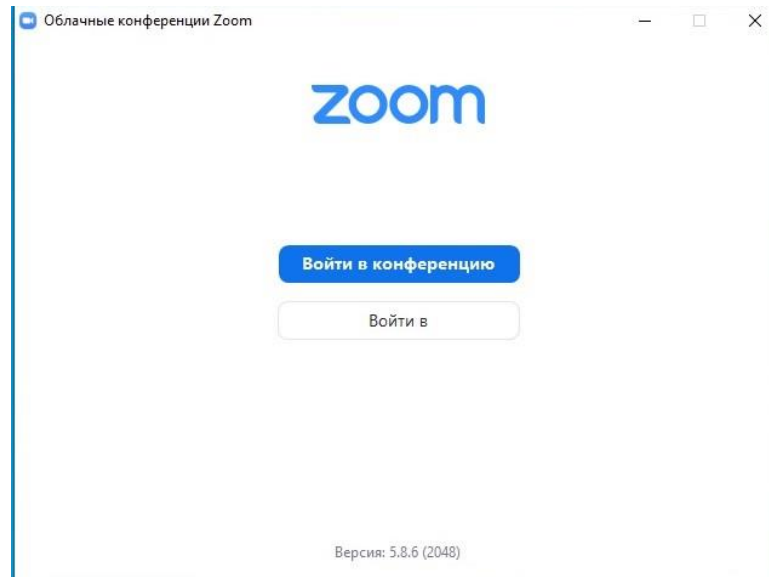 Облачные конференции Zoom
zoom
Войти в конференцию
Войти в
Версия: 5.8.6 (2048)